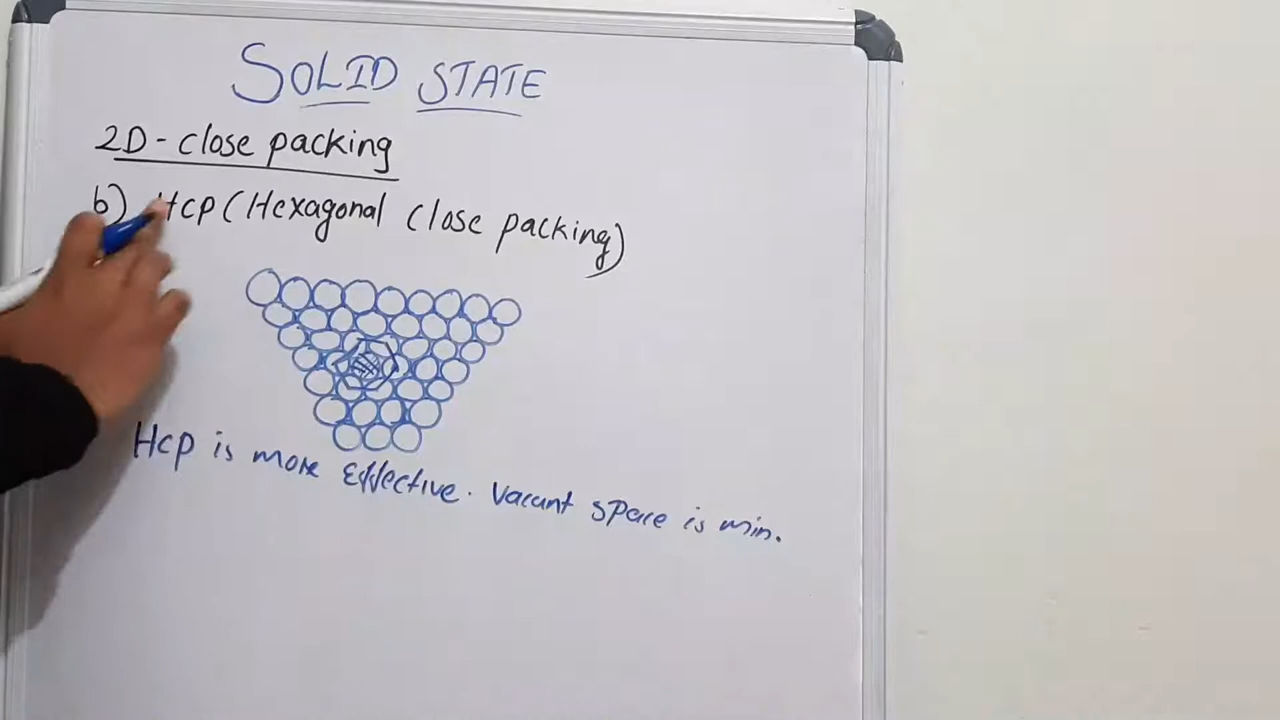 SOLID STATE
2D - close packing
b) Hcp (Hexagonal close packing)
Hcp is more Effective. Vacant space is min.